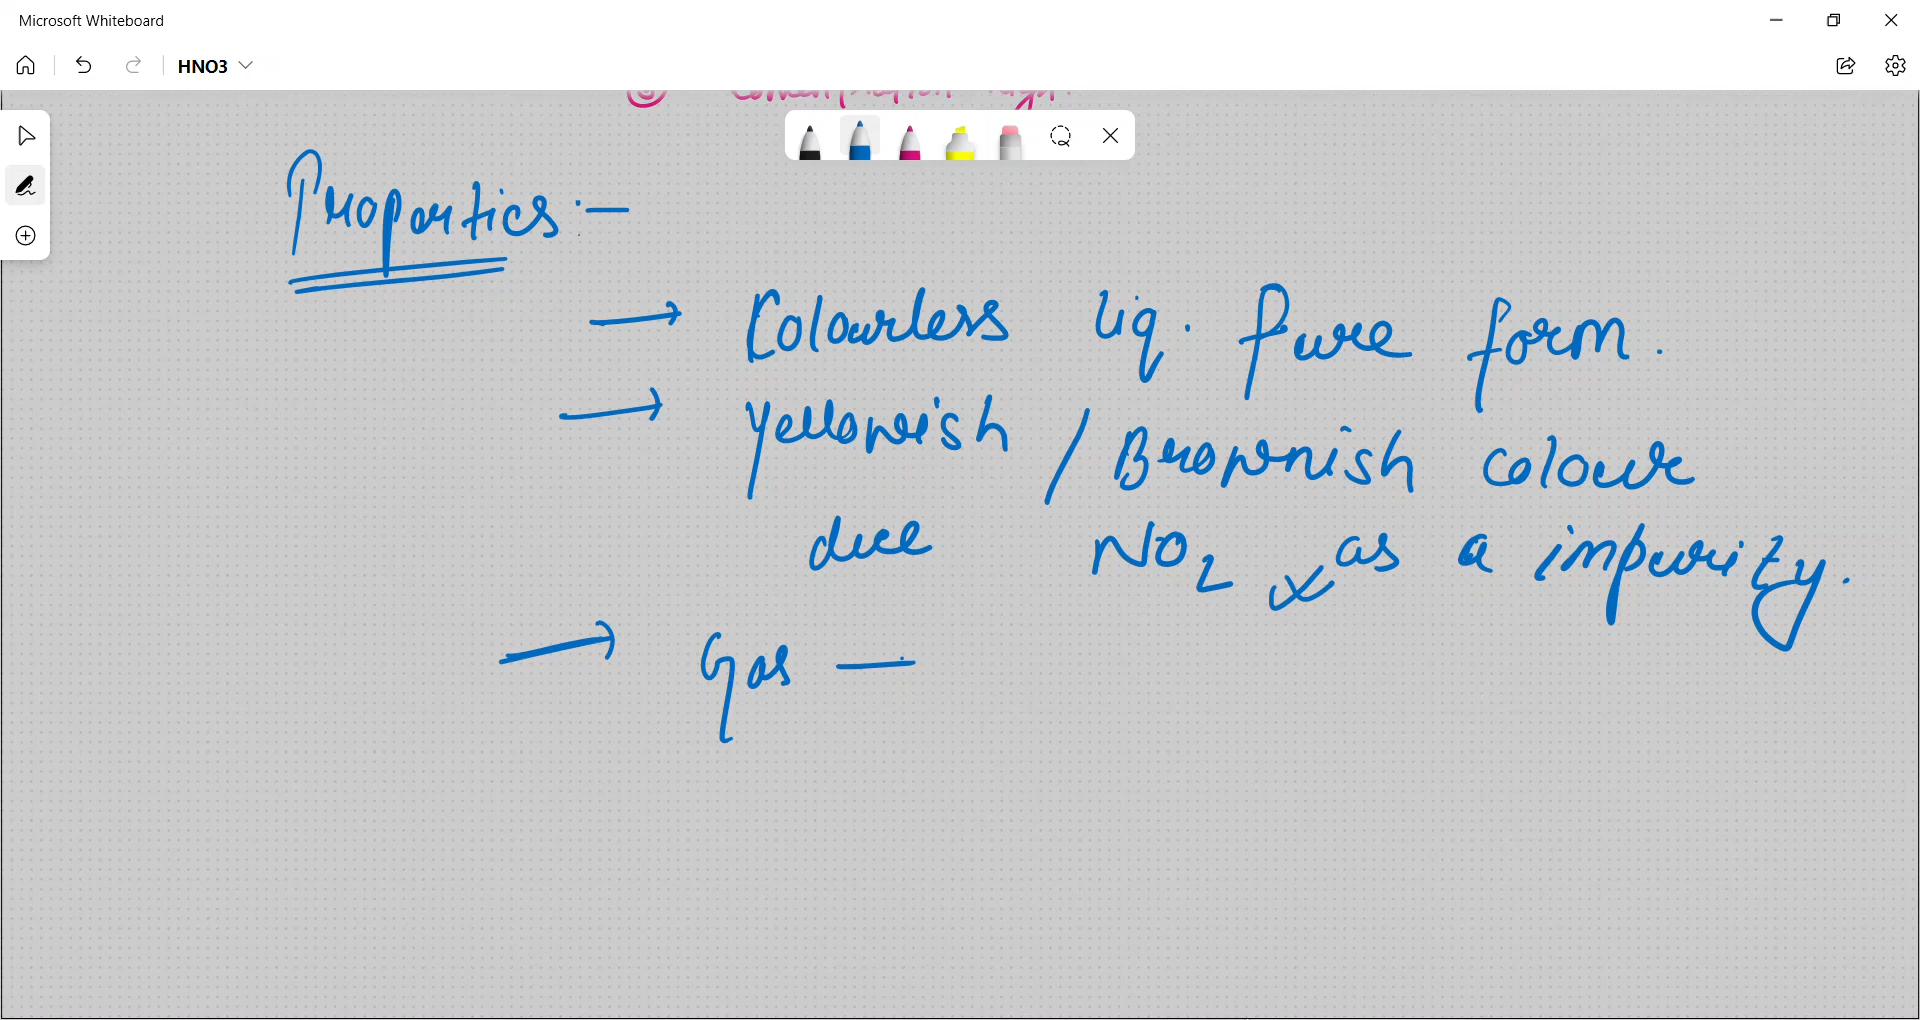 Microsoft Whiteboard
HNO3
Properties :-
→ Colourless liq. Pure form.
→ Yellowish / Brownish colour
due NO2 as a impurity.
→ Gas —